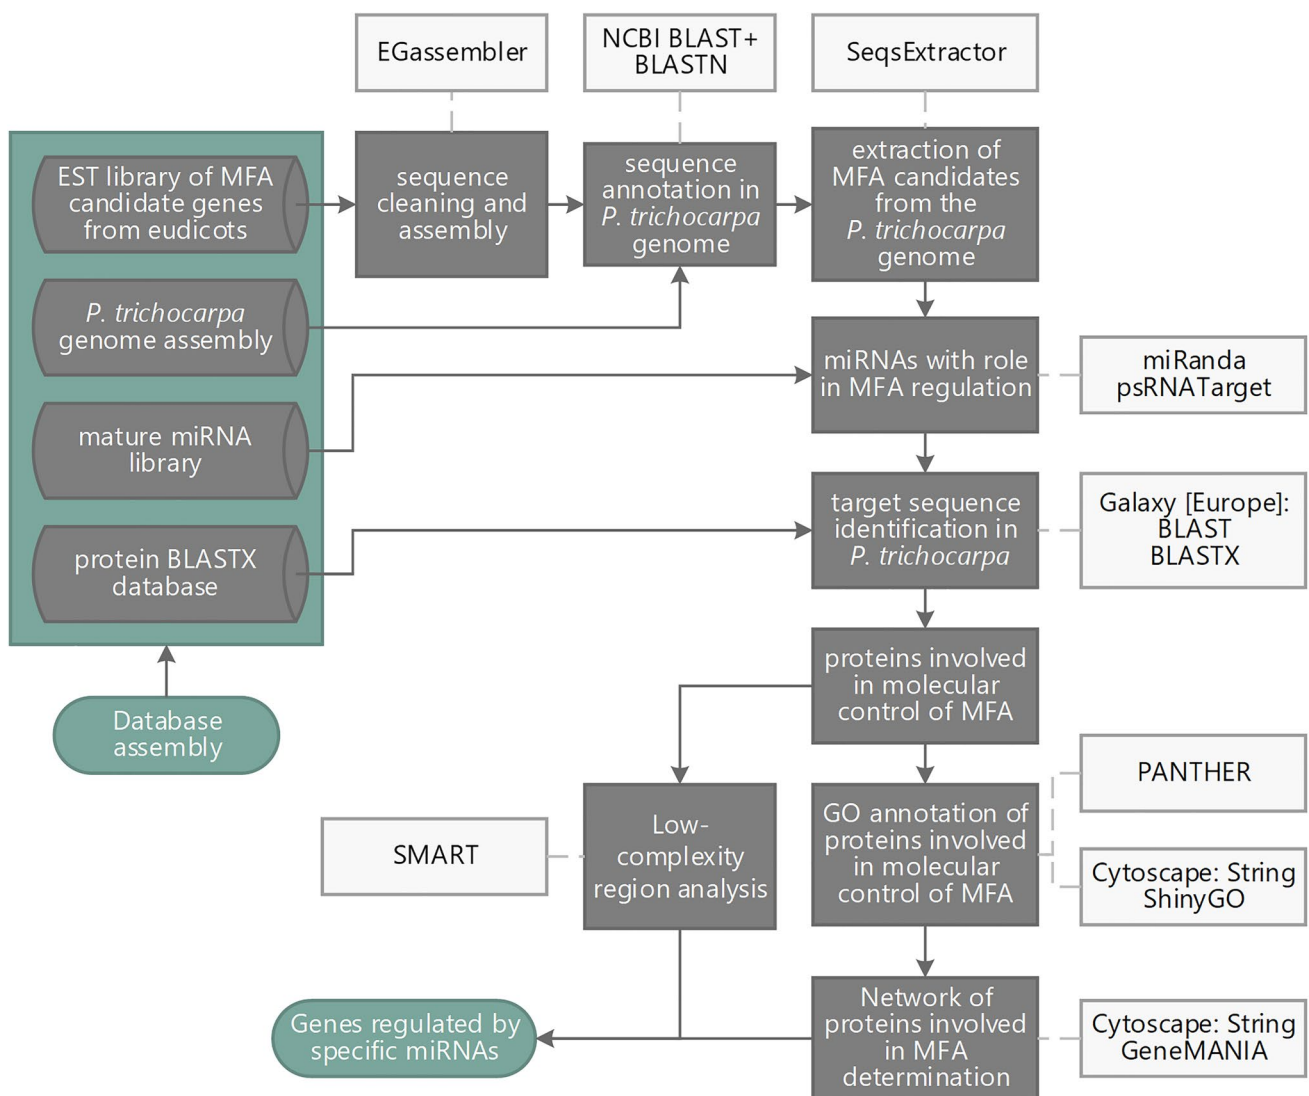 EGassembler
NCBI BLAST+
BLASTN
SeqsExtractor
EST library of MFA
candidate genes
from eudicots
sequence
cleaning and
assembly
sequence
annotation in
P. trichocarpa
genome
extraction of
MFA candidates
from the
P. trichocarpa
genome
P. trichocarpa
genome assembly
miRNAs with role
in MFA regulation
miRanda
psRNATarget
mature miRNA
library
target sequence
identification in
P. trichocarpa
Galaxy [Europe]:
BLAST
BLASTX
protein BLASTX
database
proteins involved
in molecular
control of MFA
Database
assembly
PANTHER
Low-
complexity
region analysis
GO annotation of
proteins involved
in molecular
control of MFA
SMART
Cytoscape: String
ShinyGO
Genes regulated by
specific miRNAs
Network of
proteins involved
in MFA
determination
Cytoscape: String
GeneMANIA